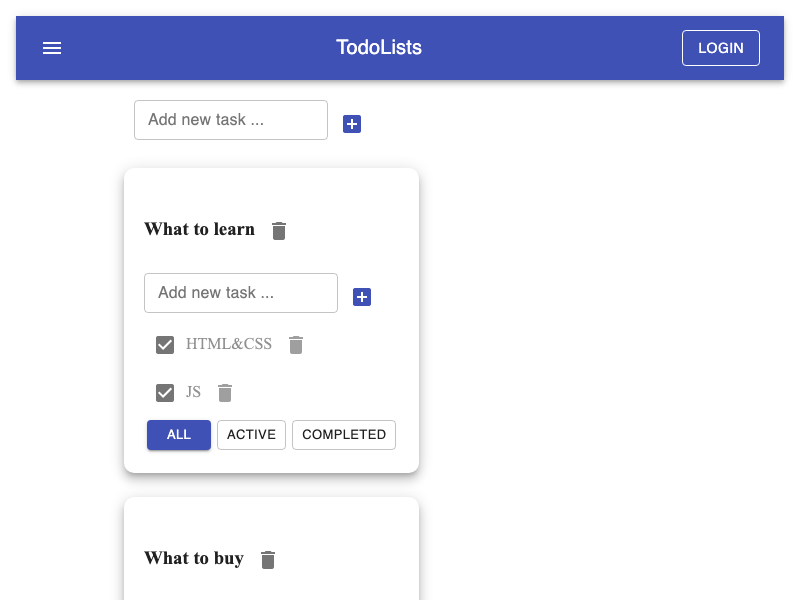 TodoLists
LOGIN
Add new task ...
What to learn
Add new task ...
HTML&CSS
JS
ALL ACTIVE COMPLETED
What to buy